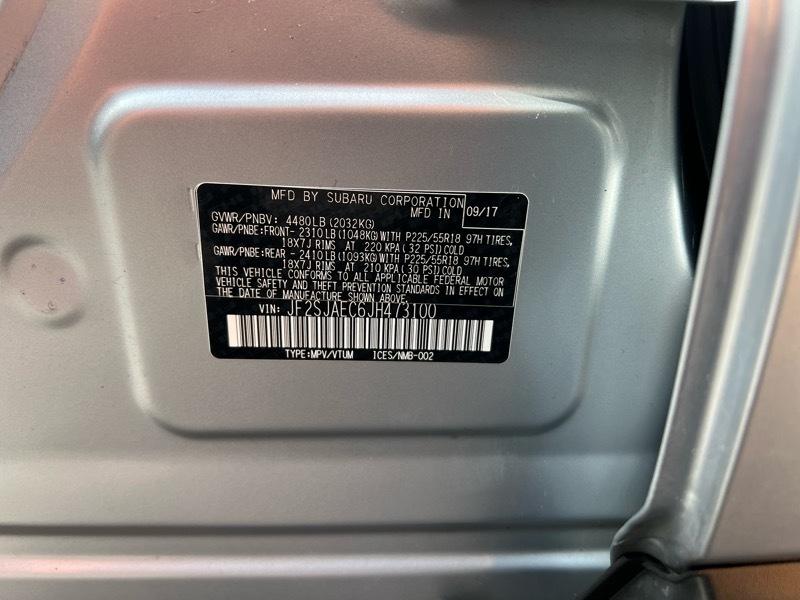 MFD BY SUBARU CORPORATION
MFD IN 09/17
GVWR/PNBV: 4480LB (2032KG)
GAWR/PNBE:FRONT- 2310LB (1048KG) WITH P225/55R18 97H TIRES,
18X7J RIMS AT 220 KPA ( 32 PSI) COLD
GAWR/PNBE:REAR - 2410LB (1093KG) WITH P225/55R18 97H TIRES,
18X7J RIMS AT 210 KPA ( 30 PSI) COLD
THIS VEHICLE CONFORMS TO ALL APPLICABLE FEDERAL MOTOR
VEHICLE SAFETY AND THEFT PREVENTION STANDARDS IN EFFECT ON
THE DATE OF MANUFACTURE SHOWN ABOVE.
VIN: JF2SJAEC6JH473100
TYPE:MPV/VTUM ICES/NMB-002